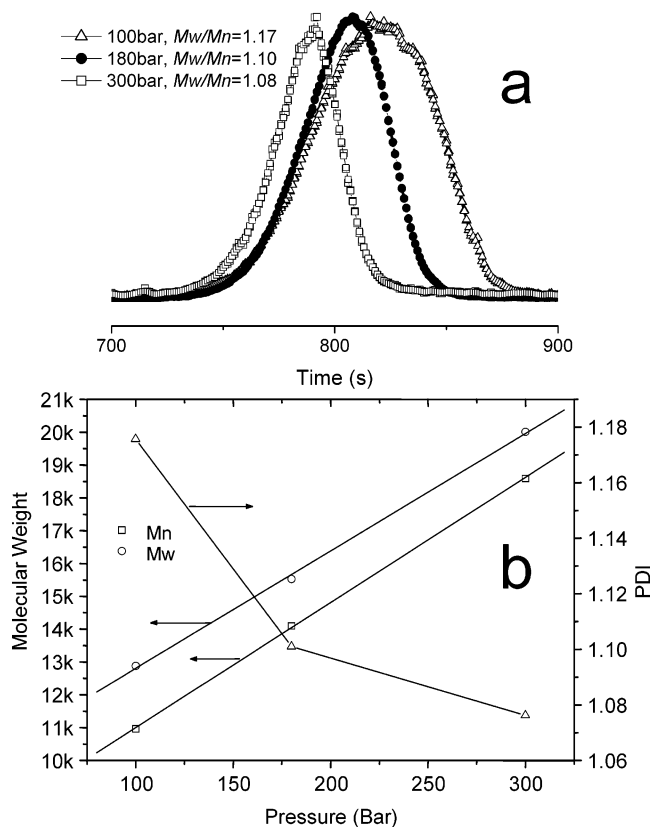 100bar, Mw/Mn=1.17
180bar, Mw/Mn=1.10
300bar, Mw/Mn=1.08
a
700 800 900
Time (s)
21k
20k
19k
18k
17k
16k
15k
14k
13k
12k
11k
10k
Molecular Weight
Mn
Mw
b
1.18
1.16
1.14
1.12
1.10
1.08
1.06
PDI
100 150 200 250 300
Pressure (Bar)